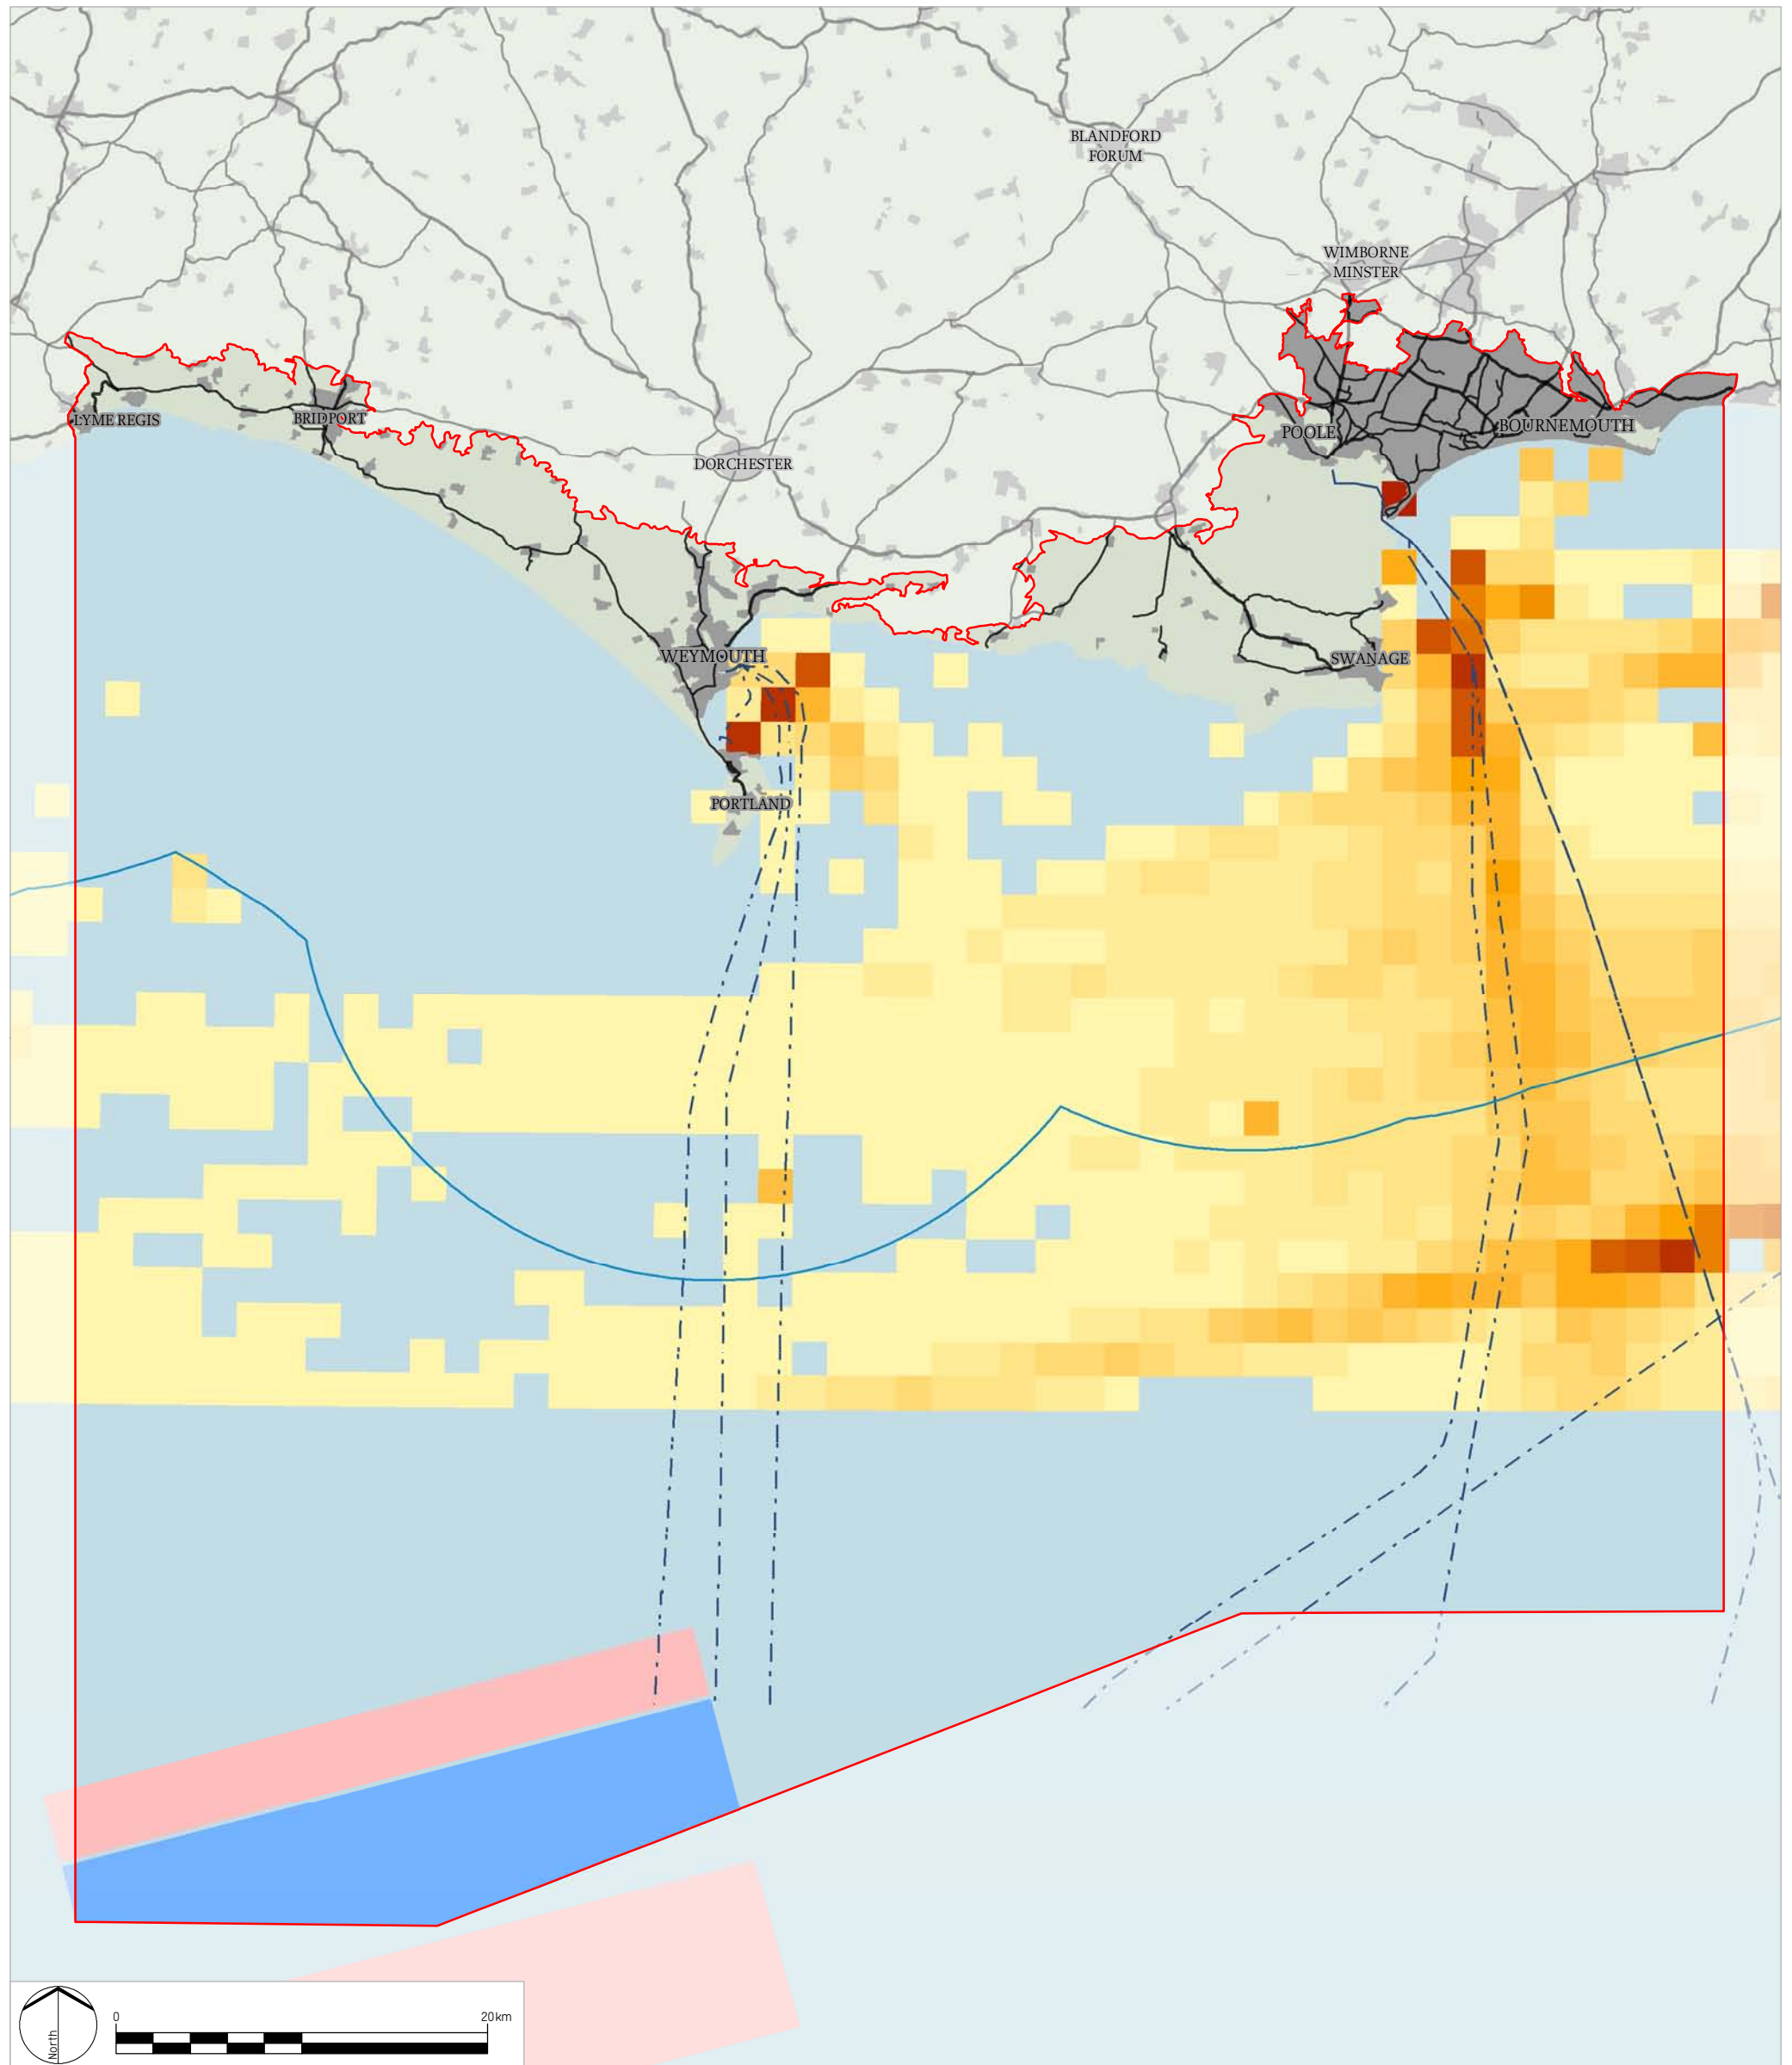 BLANDFORD
FORUM
WIMBORNE
MINSTER
LYME REGIS
BRIDPORT
POOLE
BOURNEMOUTH
DORCHESTER
WEYMOUTH
SWANAGE
PORTLAND
North
0
20km